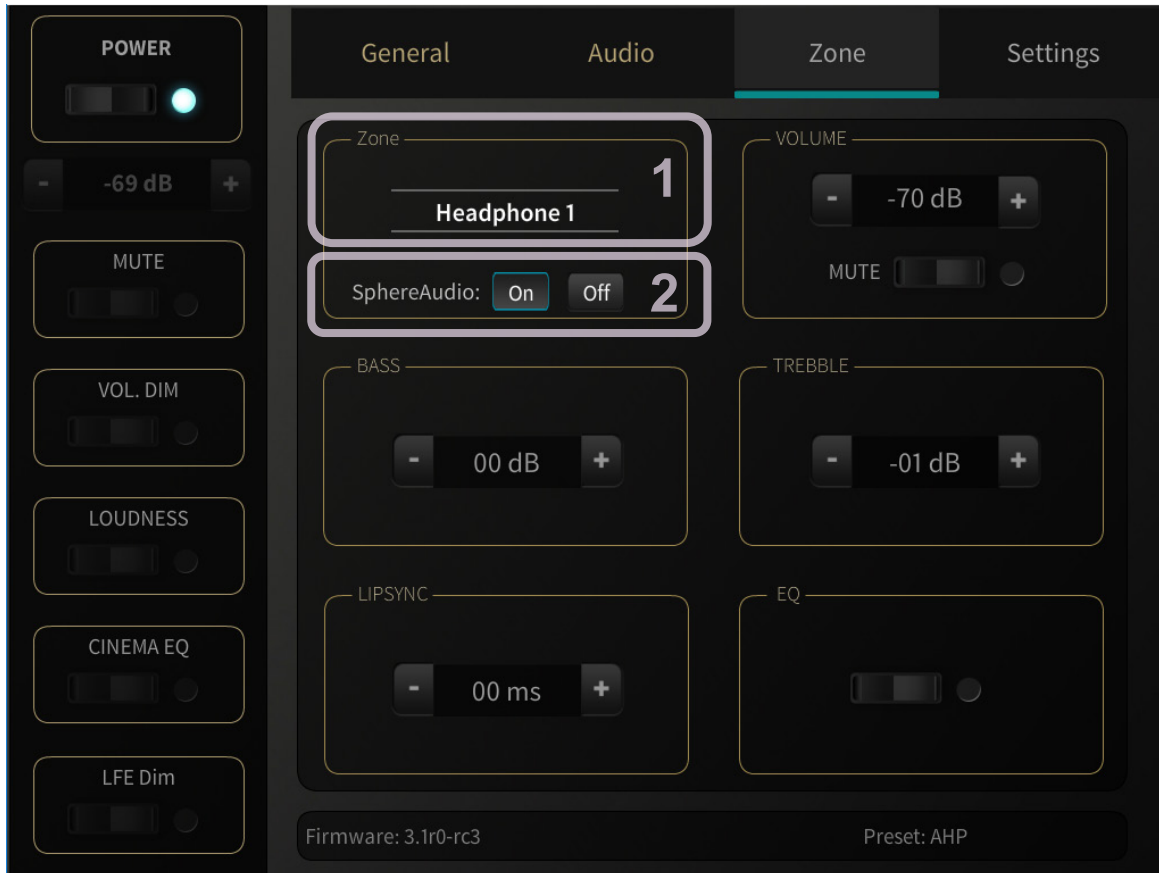 POWER
- -69 dB +
MUTE
VOL. DIM
LOUDNESS
CINEMA EQ
LFE Dim
General Audio Zone Settings
Zone
1
Headphone 1
SphereAudio: On Off 2
VOLUME
- -70 dB +
MUTE
BASS
- 00 dB +
TREBBLE
- -01 dB +
LIPSYNC
- 00 ms +
EQ
Firmware: 3.1r0-rc3 Preset: AHP